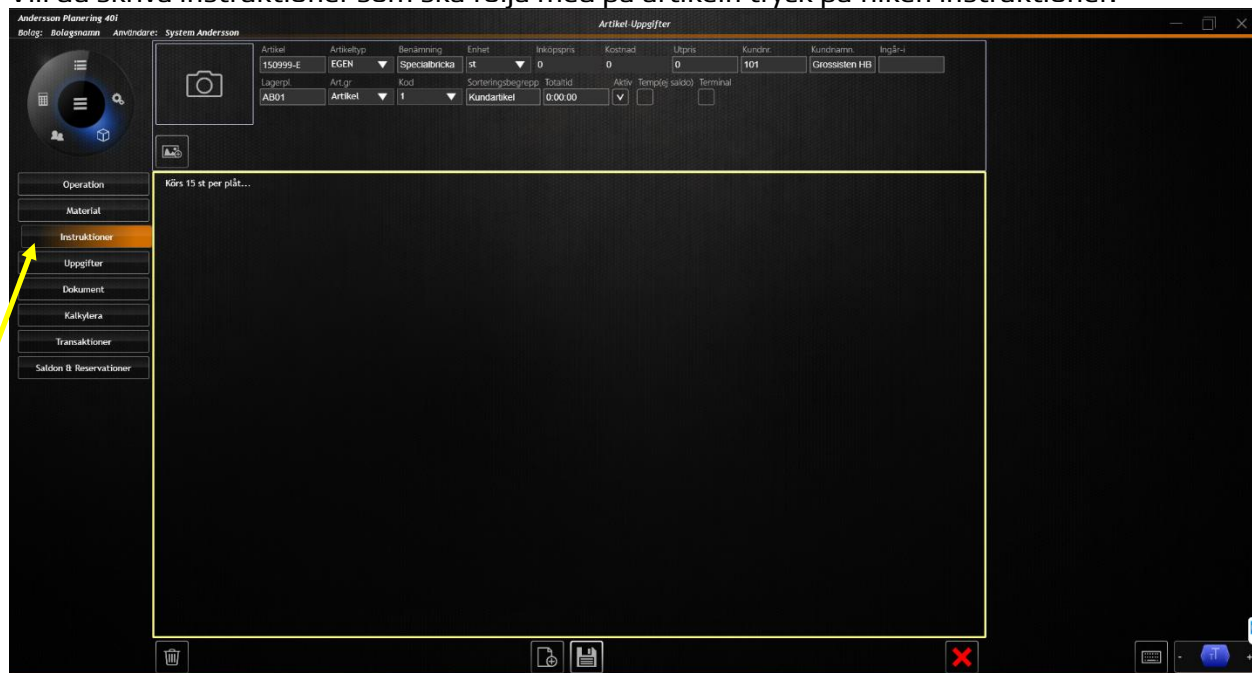 Vill du skriva instruktioner som ska följa med på artikeln tryck på fliken instruktioner.
Andersson Planering 40i
Artikel-Uppgifter
Bolag: Bolagsnamn Användare: System Andersson
Artikel Artikeltyp Benämning Enhet Inköpspris Kostnad Utpris Kundnr. Kundnamn. Ingår-i
150999-E EGEN Specialbricka st 0 0 0 101 Grossisten HB
Lagerpl. Art.gr Kod Sorteringsbegrepp Totaltid Aktiv Temp(ej saldo) Terminal
AB01 Artikel 1 Kundartikel 0:00:00 V
Operation
Körs 15 st per plåt...
Material
Instruktioner
Uppgifter
Dokument
Kalkylera
Transaktioner
Saldon & Reservationer
- T +